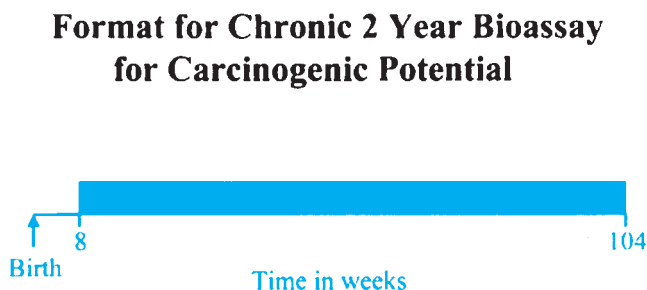 Format for Chronic 2 Year Bioassay
for Carcinogenic Potential
8
104
Birth
Time in weeks